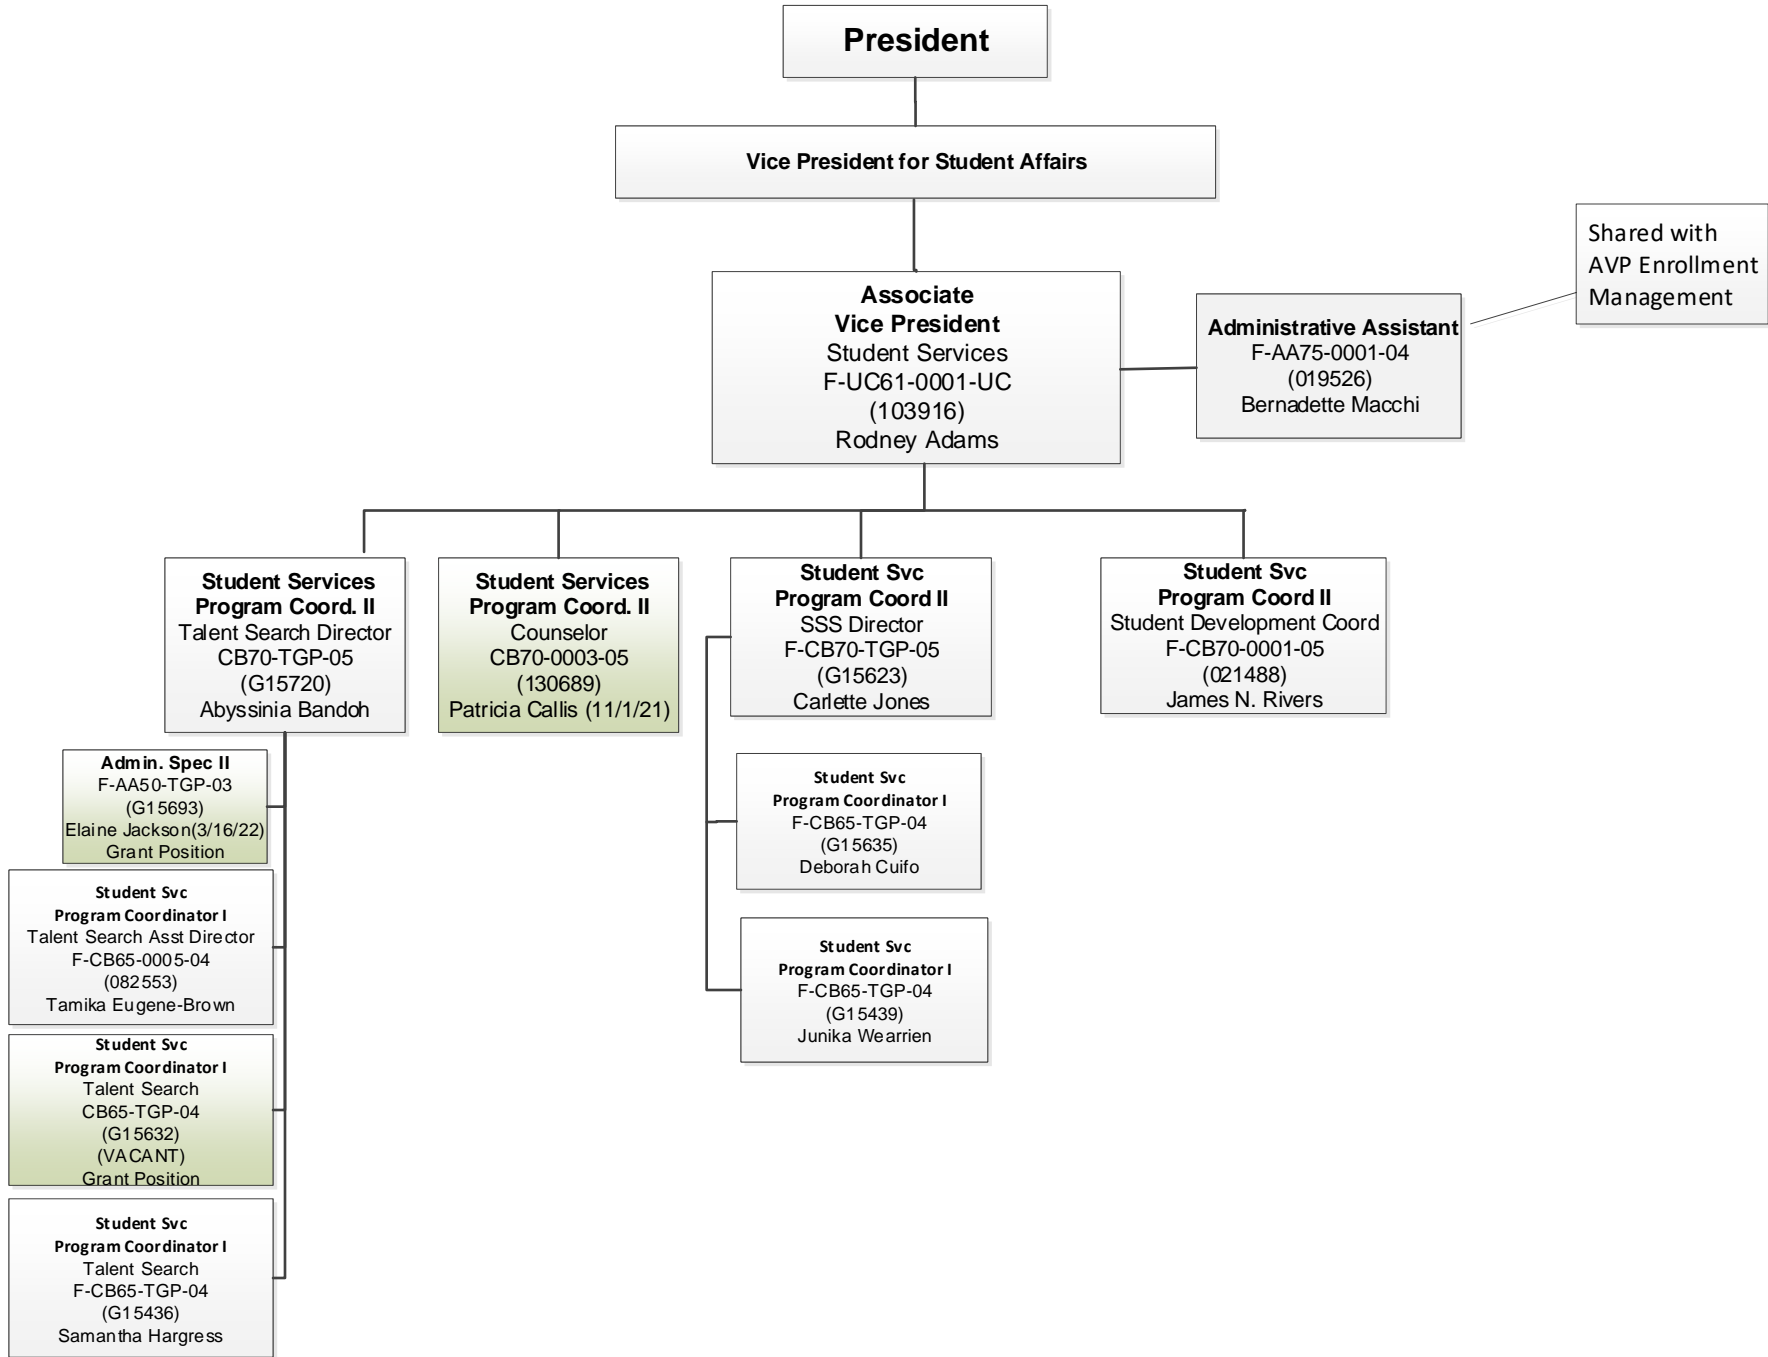 President
Vice President for Student Affairs
Shared with
AVP Enrollment
Management
Associate
Vice President
Student Services
F-UC61-0001-UC
(103916)
Rodney Adams
Administrative Assistant
F-AA75-0001-04
(019526)
Bernadette Macchi
Student Services
Program Coord. II
Talent Search Director
CB70-TGP-05
(G15720)
Abyssinia Bandoh
Student Services
Program Coord. II
Counselor
CB70-0003-05
(130689)
Patricia Callis (11/1/21)
Student Svc
Program Coord II
SSS Director
F-CB70-TGP-05
(G15623)
Carlette Jones
Student Svc
Program Coord II
Student Development Coord
F-CB70-0001-05
(021488)
James N. Rivers
Admin. Spec II
F-AA50-TGP-03
(G15693)
Elaine Jackson(3/16/22)
Grant Position
Student Svc
Program Coordinator I
Talent Search Asst Director
F-CB65-0005-04
(082553)
Tamika Eugene-Brown
Student Svc
Program Coordinator I
Talent Search
CB65-TGP-04
(G15632)
(VACANT)
Grant Position
Student Svc
Program Coordinator I
Talent Search
F-CB65-TGP-04
(G15436)
Samantha Hargress
Student Svc
Program Coordinator I
F-CB65-TGP-04
(G15635)
Deborah Cuifo
Student Svc
Program Coordinator I
F-CB65-TGP-04
(G15439)
Junika Wearrien